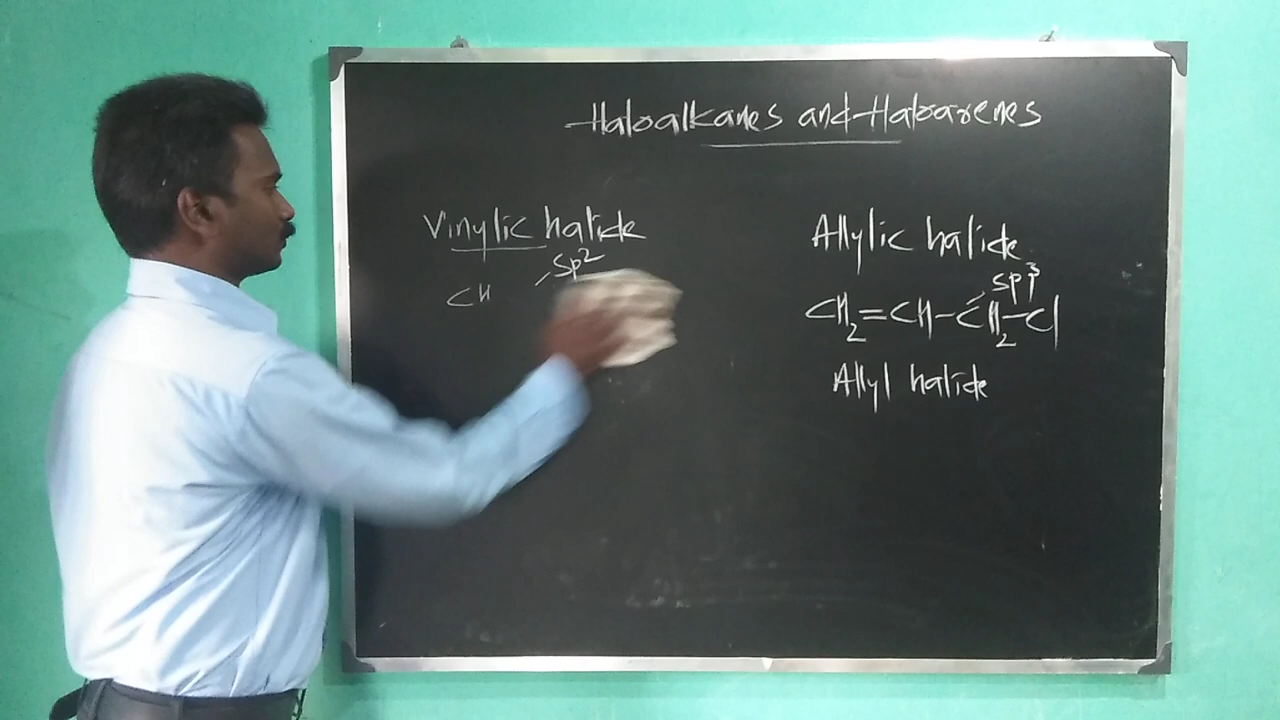 Haloalkanes and Haloarenes
Vinylic halide
sp2
CH
Allylic halide
sp3
CH2=CH-CH2-Cl
Allyl halide